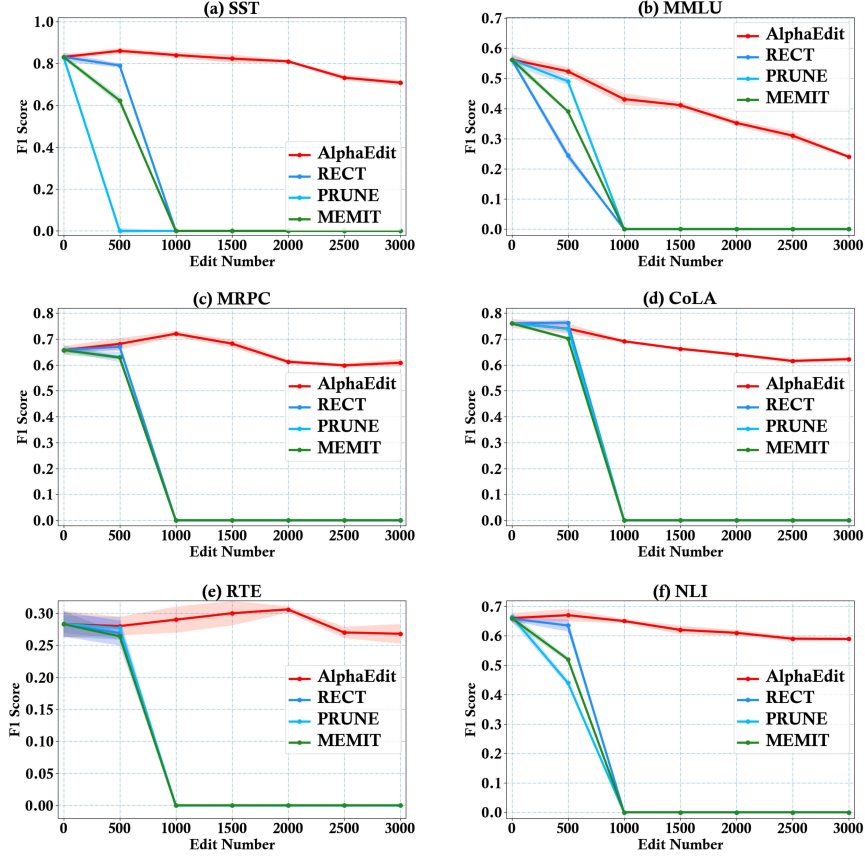 (a) SST
F1 Score
1.0
0.8
0.6
0.4
0.2
0.0
AlphaEdit
RECT
PRUNE
MEMIT
0 500 1000 1500 2000 2500 3000
Edit Number
(b) MMLU
F1 Score
0.7
0.6
0.5
0.4
0.3
0.2
0.1
0.0
AlphaEdit
RECT
PRUNE
MEMIT
0 500 1000 1500 2000 2500 3000
Edit Number
(c) MRPC
F1 Score
0.8
0.7
0.6
0.5
0.4
0.3
0.2
0.1
0.0
AlphaEdit
RECT
PRUNE
MEMIT
0 500 1000 1500 2000 2500 3000
Edit Number
(d) CoLA
F1 Score
0.8
0.7
0.6
0.5
0.4
0.3
0.2
0.1
0.0
AlphaEdit
RECT
PRUNE
MEMIT
0 500 1000 1500 2000 2500 3000
Edit Number
(e) RTE
F1 Score
0.30
0.25
0.20
0.15
0.10
0.05
0.00
AlphaEdit
RECT
PRUNE
MEMIT
0 500 1000 1500 2000 2500 3000
Edit Number
(f) NLI
F1 Score
0.7
0.6
0.5
0.4
0.3
0.2
0.1
0.0
AlphaEdit
RECT
PRUNE
MEMIT
0 500 1000 1500 2000 2500 3000
Edit Number